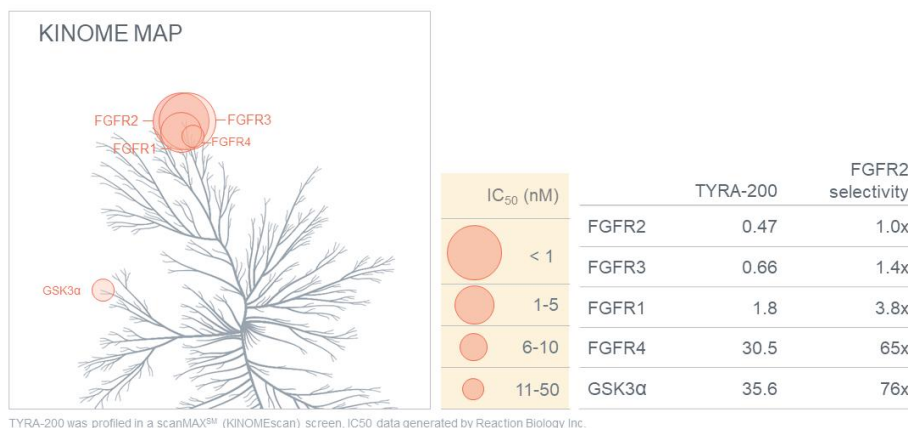 KINOME MAP
FGFR2
FGFR3
FGFR1
FGFR4
GSK3α
IC50 (nM)
< 1
1-5
6-10
11-50
TYRA-200 FGFR2 selectivity
FGFR2 0.47 1.0x
FGFR3 0.66 1.4x
FGFR1 1.8 3.8x
FGFR4 30.5 65x
GSK3α 35.6 76x
TYRA-200 was profiled in a scanMAX℠ (KINOMEscan) screen. IC50 data generated by Reaction Biology Inc.